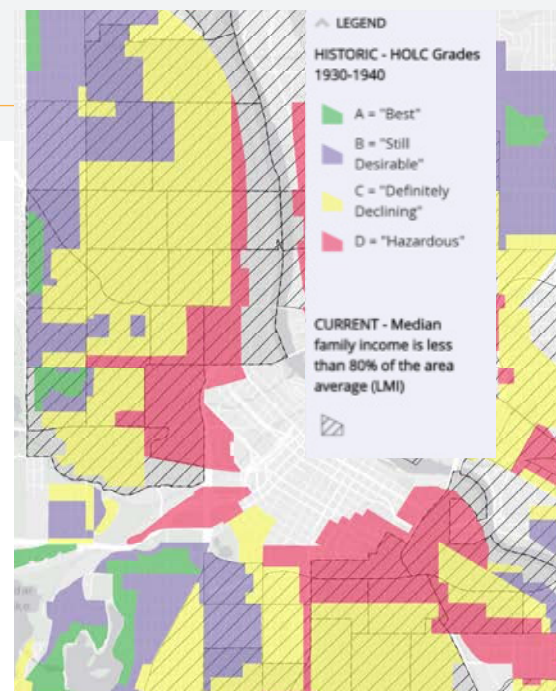 LEGEND
HISTORIC - HOLC Grades
1930-1940
A = "Best"
B = "Still
Desirable"
C = "Definitely
Declining"
D = "Hazardous"
CURRENT - Median
family income is less
than 80% of the area
average (LMI)